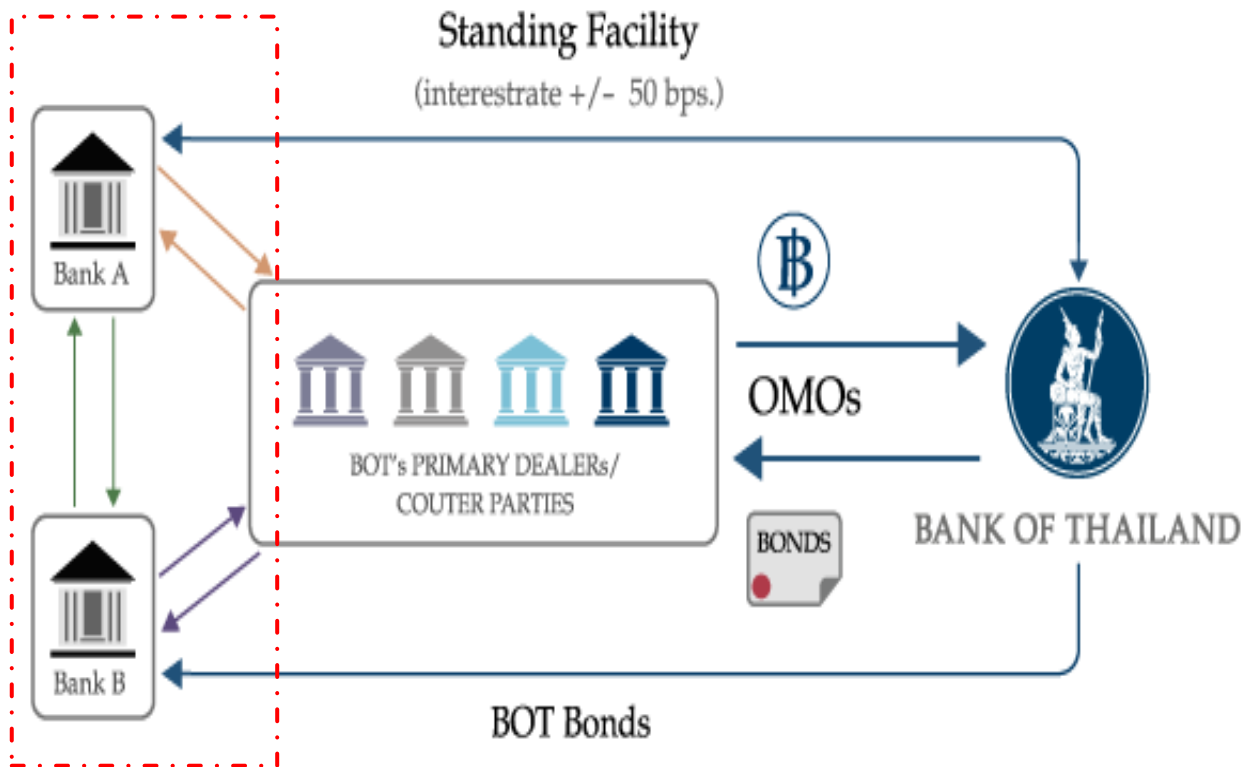 Standing Facility
(interestrate +/- 50 bps.)
Bank A
฿
OMOs
BOT's PRIMARY DEALERs/
COUTER PARTIES
BONDS
BANK OF THAILAND
Bank B
BOT Bonds